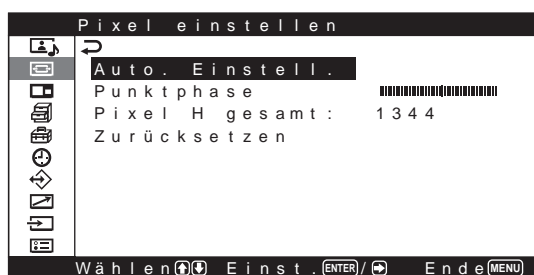 Pixel einstellen
Auto. Einstell.
Punktphase
Pixel H gesamt: 1344
Zurücksetzen
Wählen Einst. ENTER/ Ende MENU